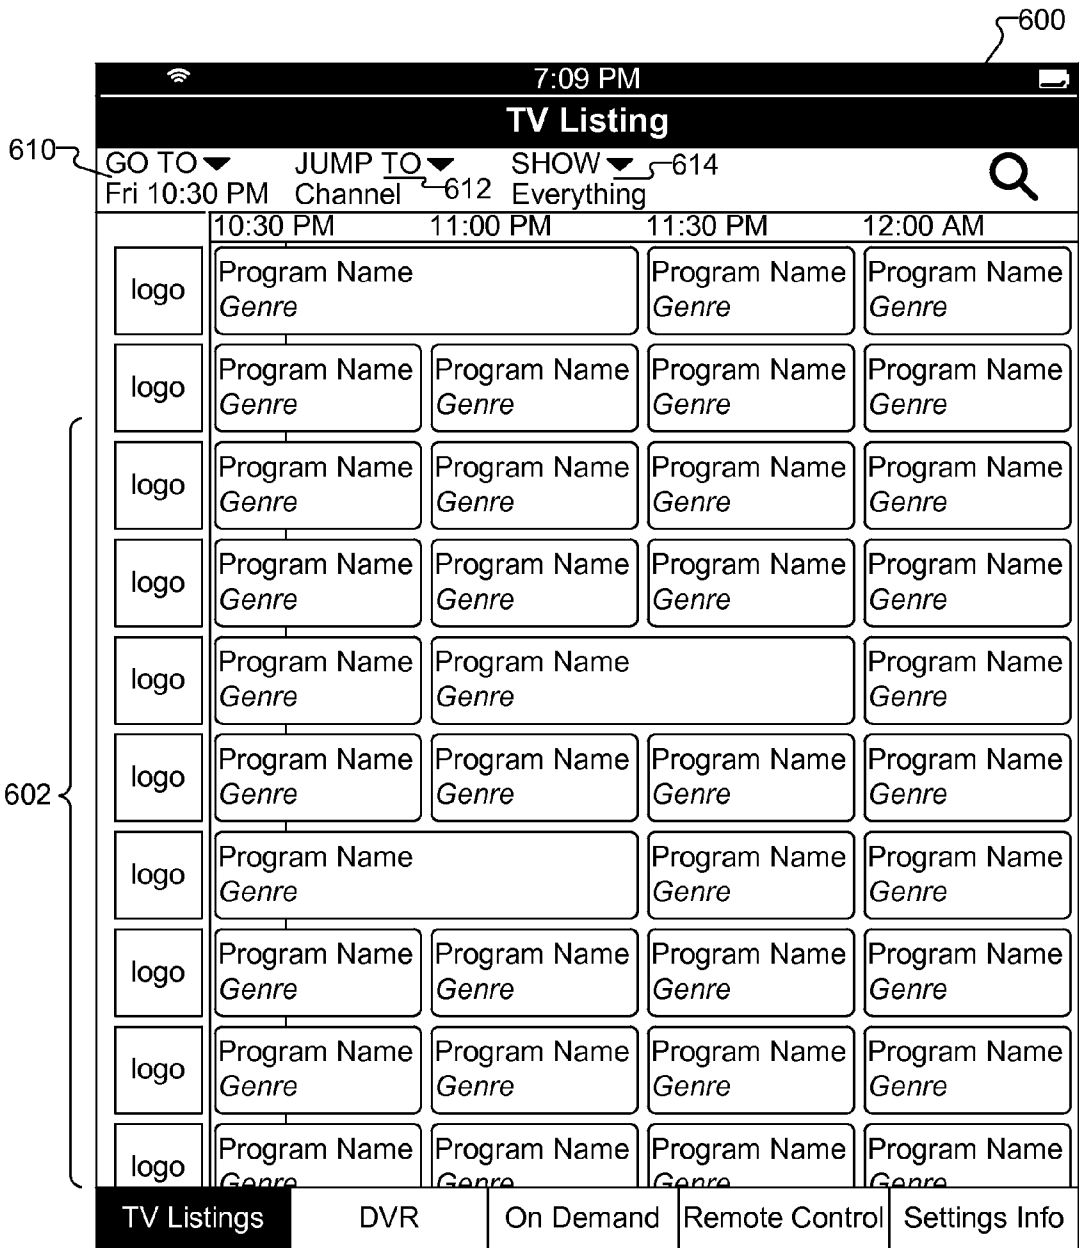 600
7:09 PM
TV Listing
610
GO TO JUMP TO SHOW 614
Fri 10:30 PM Channel 612 Everything
10:30 PM 11:00 PM 11:30 PM 12:00 AM
logo Program Name Program Name Program Name
Genre Genre Genre
logo Program Name Program Name Program Name Program Name
Genre Genre Genre Genre
logo Program Name Program Name Program Name Program Name
Genre Genre Genre Genre
logo Program Name Program Name Program Name Program Name
Genre Genre Genre Genre
logo Program Name Program Name Program Name
Genre Genre Genre
602
logo Program Name Program Name Program Name Program Name
Genre Genre Genre Genre
logo Program Name Program Name Program Name
Genre Genre Genre
logo Program Name Program Name Program Name Program Name
Genre Genre Genre Genre
logo Program Name Program Name Program Name Program Name
Genre Genre Genre Genre
logo Program Name Program Name Program Name Program Name
Genre Genre Genre Genre
TV Listings DVR On Demand Remote Control Settings Info